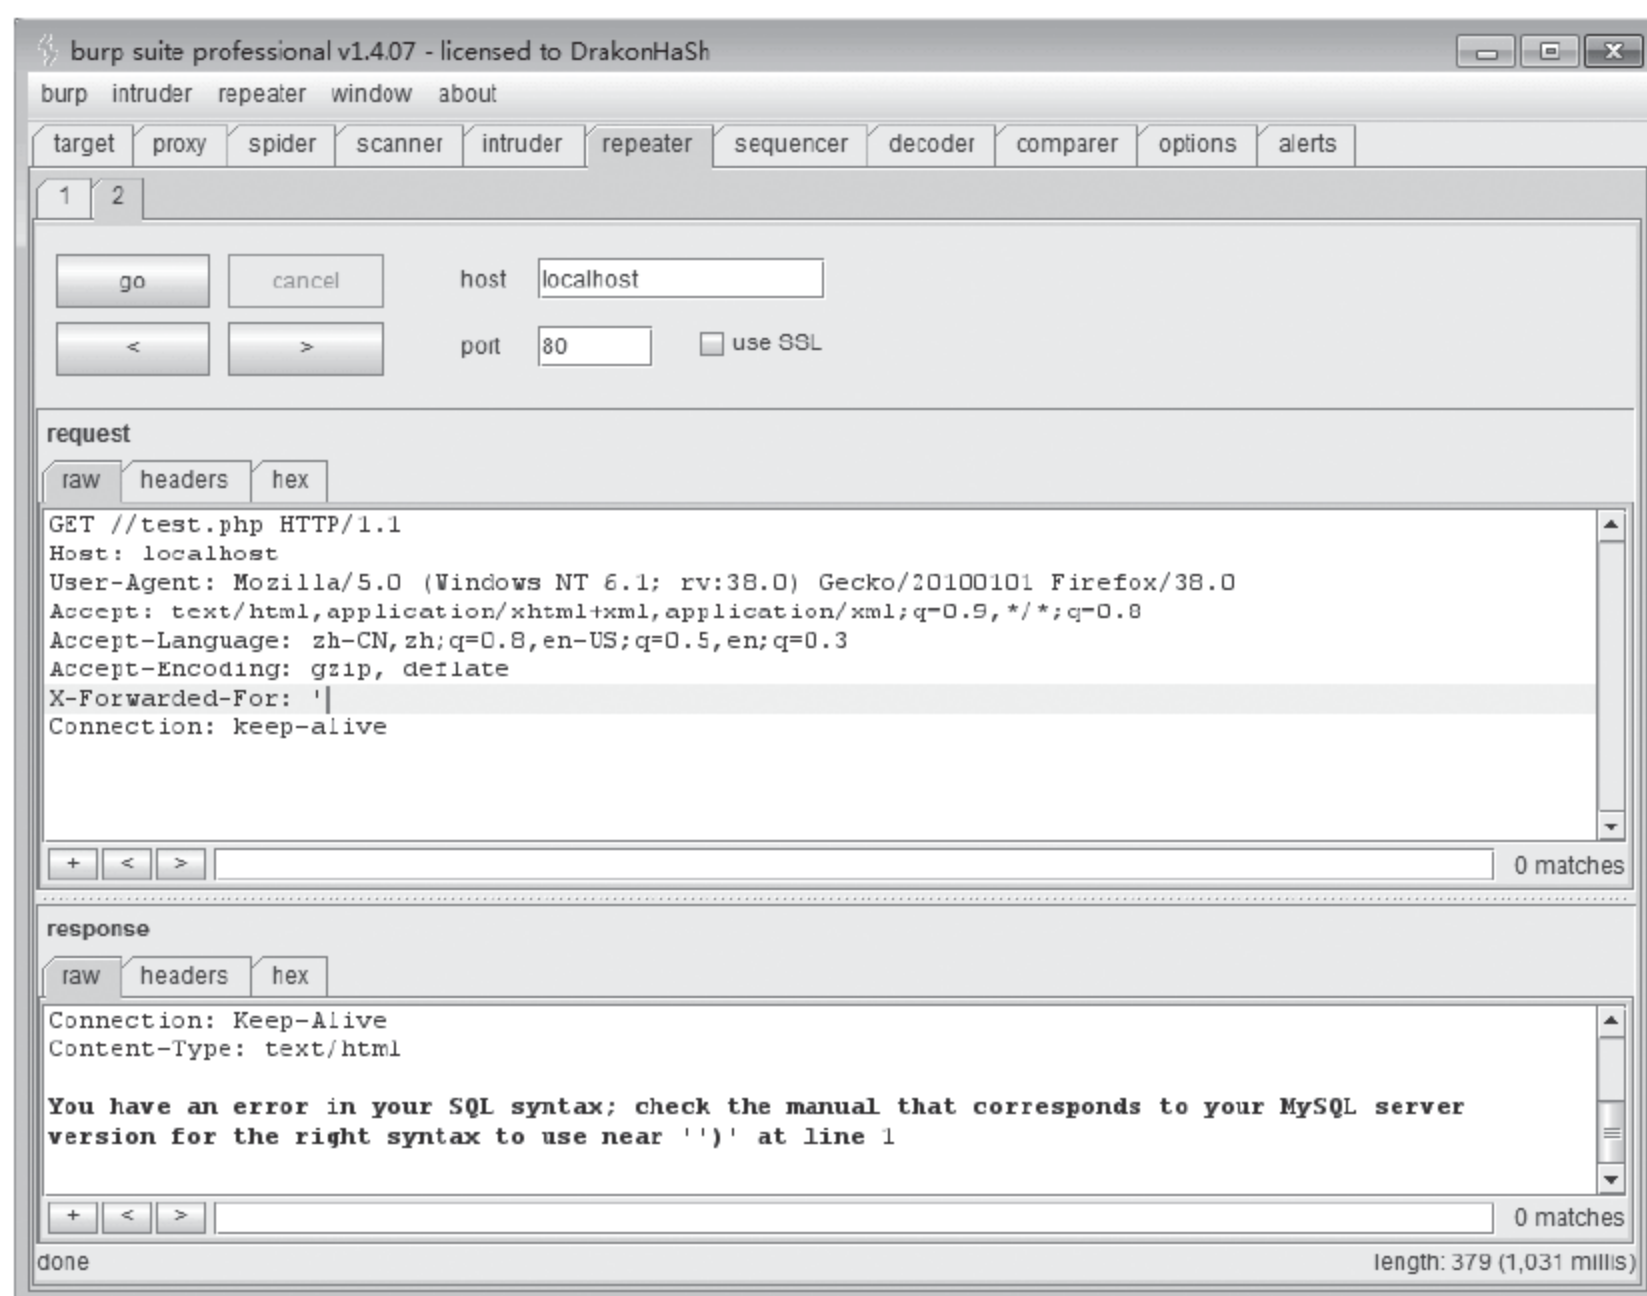 burp suite professional v1.4.07 - licensed to DrakonHaSh
burp intruder repeater window about
target proxy spider scanner intruder repeater sequencer decoder comparer options alerts
1 2
go cancel host localhost
< > port 80 use SSL
request
raw headers hex
GET //test.php HTTP/1.1
Host: localhost
User-Agent: Mozilla/5.0 (Windows NT 6.1; rv:38.0) Gecko/20100101 Firefox/38.0
Accept: text/html,application/xhtml+xml,application/xml;q=0.9,*/*;q=0.8
Accept-Language: zh-CN,zh;q=0.8,en-US;q=0.5,en;q=0.3
Accept-Encoding: gzip, deflate
X-Forwarded-For: '
Connection: keep-alive
+ < > 0 matches
response
raw headers hex
Connection: Keep-Alive
Content-Type: text/html
You have an error in your SQL syntax; check the manual that corresponds to your MySQL server
version for the right syntax to use near '')' at line 1
+ < > 0 matches
done length: 379 (1,031 millis)